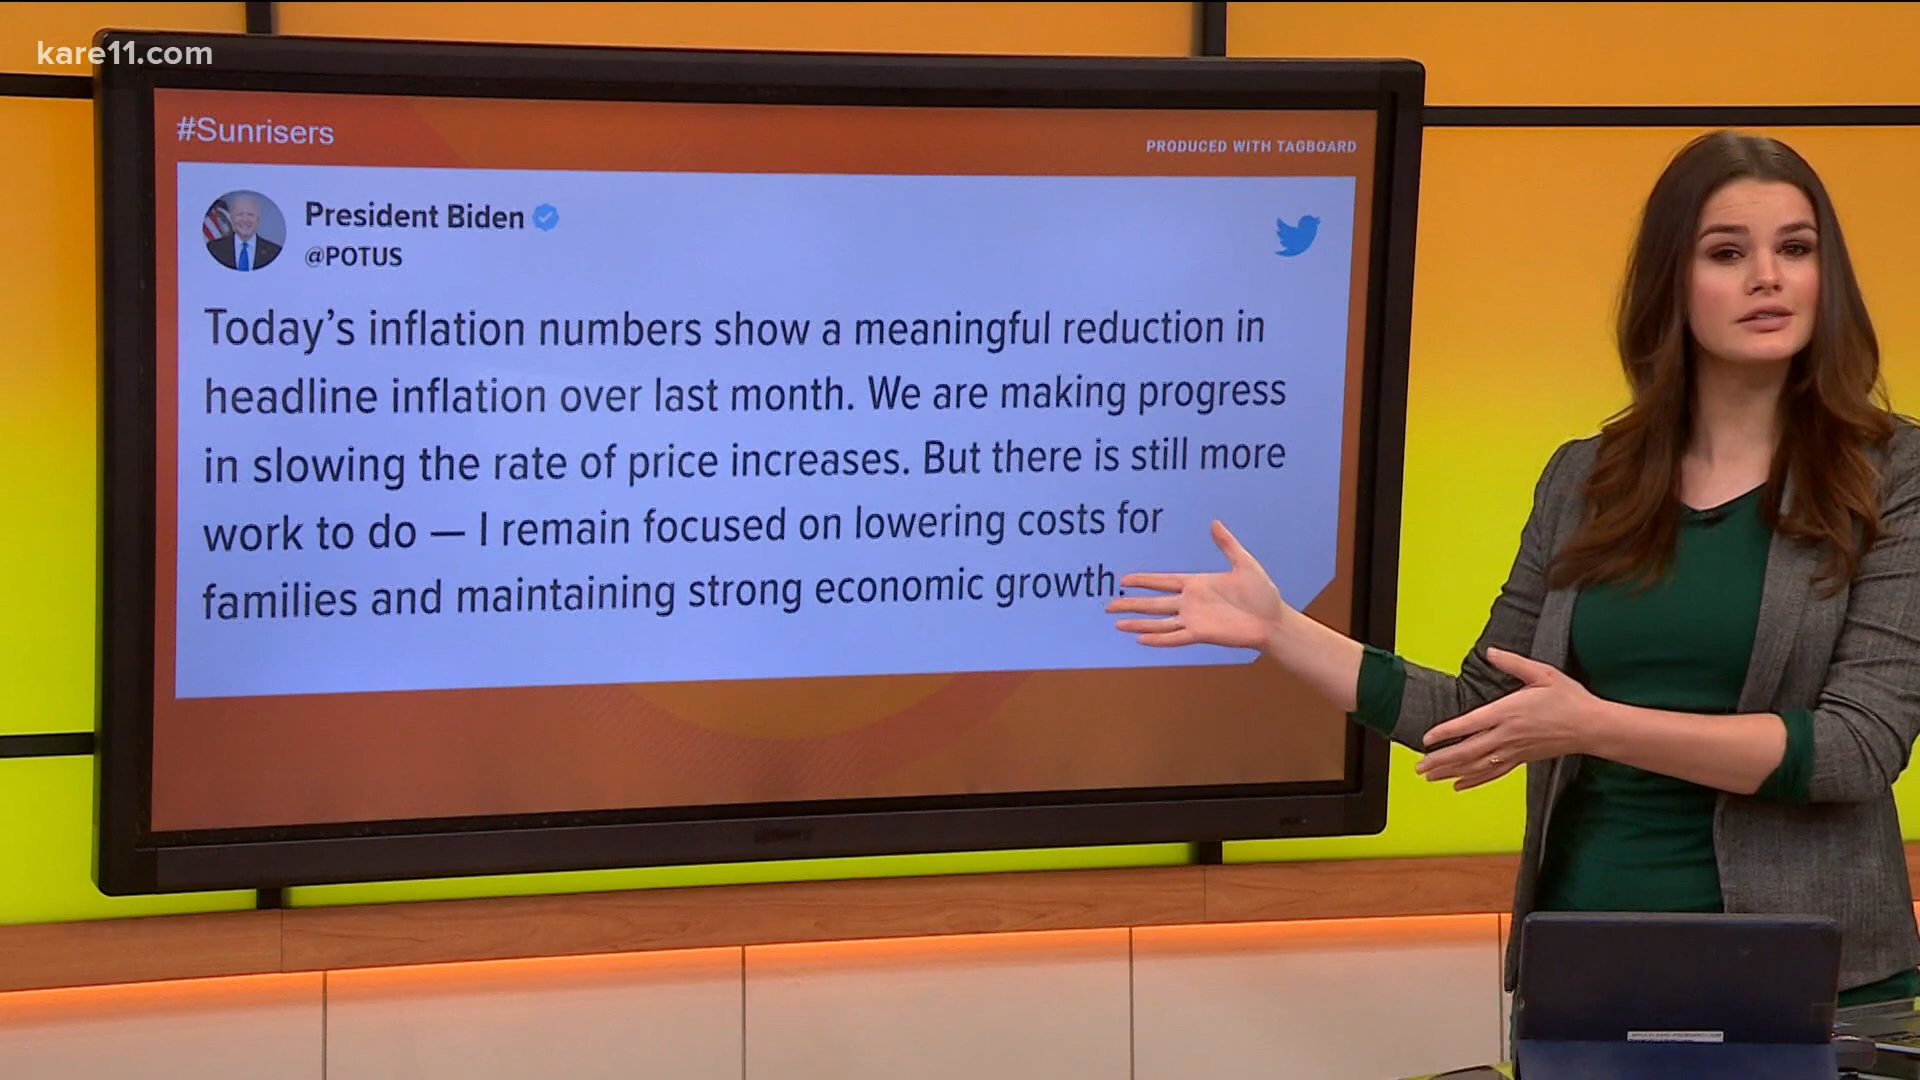 kare11.com
#Sunrisers
PRODUCED WITH TAGBOARD
President Biden
@POTUS
Today’s inflation numbers show a meaningful reduction in
headline inflation over last month. We are making progress
in slowing the rate of price increases. But there is still more
work to do — I remain focused on lowering costs for
families and maintaining strong economic growth.